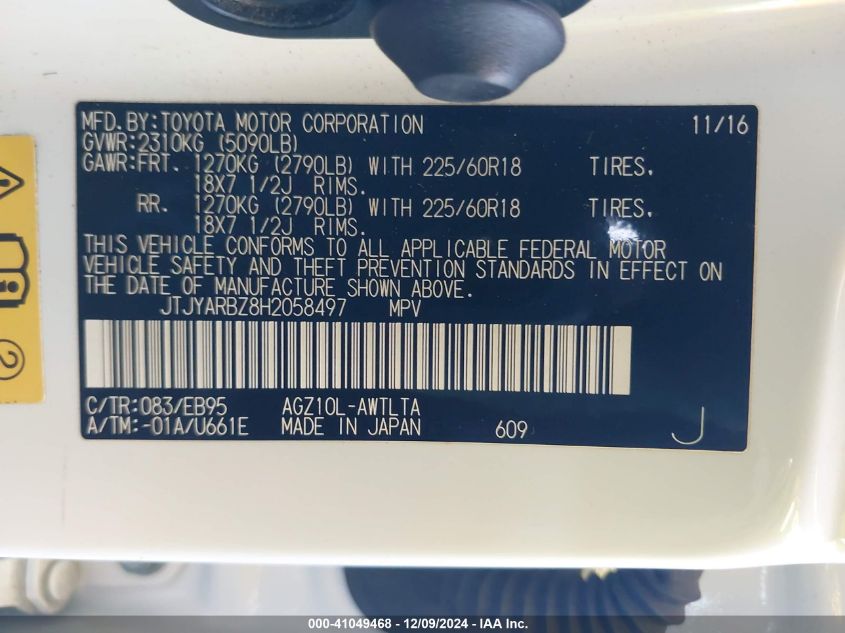 MFD.BY:TOYOTA MOTOR CORPORATION 11/16
GVWR:2310KG (5090LB)
GAWR:FRT. 1270KG (2790LB) WITH 225/60R18 TIRES.
18X7 1/2J RIMS.
RR. 1270KG (2790LB) WITH 225/60R18 TIRES.
18X7 1/2J RIMS.
THIS VEHICLE CONFORMS TO ALL APPLICABLE FEDERAL MOTOR
VEHICLE SAFETY AND THEFT PREVENTION STANDARDS IN EFFECT ON
THE DATE OF MANUFACTURE SHOWN ABOVE.
JTJYARBZ8H2058497 MPV
C/TR:083/EB95 AGZ10L-AWTLTA
A/TM:-01A/U661E MADE IN JAPAN 609 J
2
000-41049468 - 12/09/2024 - IAA Inc.